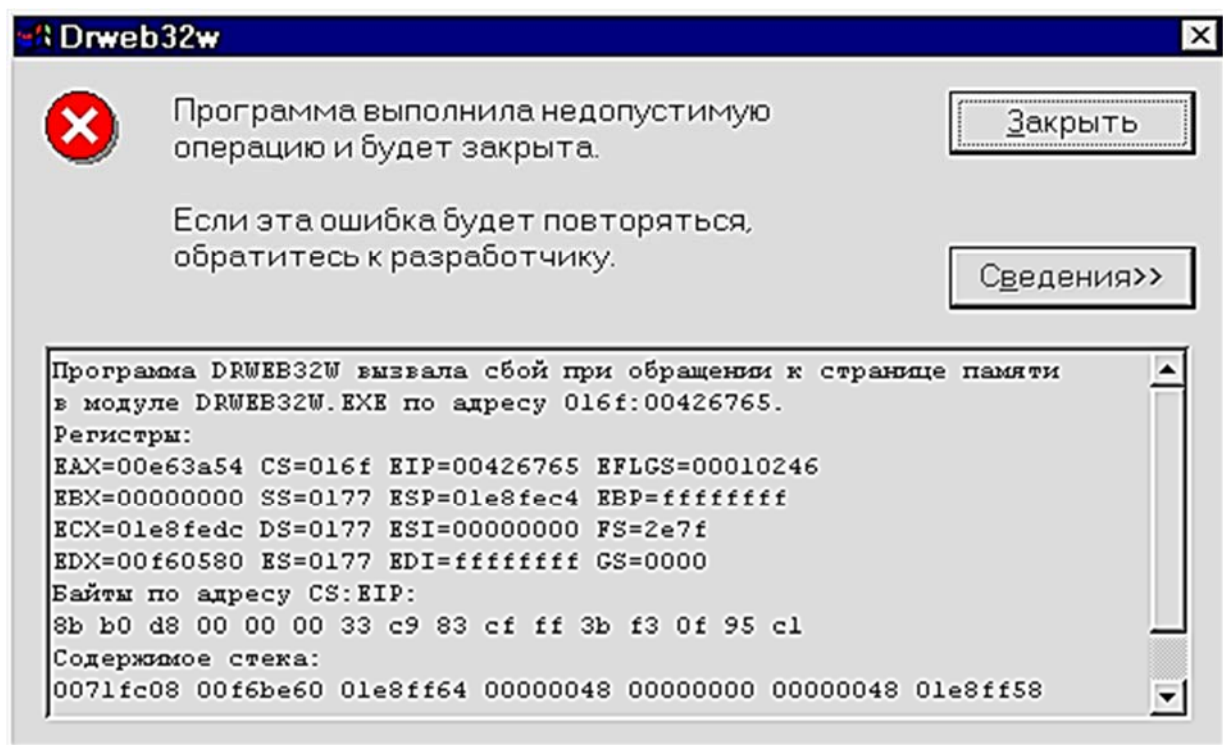 Drweb32w
Программа выполнила недопустимую
операцию и будет закрыта.
Закрыть
Если эта ошибка будет повторяться,
обратитесь к разработчику.
Сведения>>
Программа DRWEB32W вызвала сбой при обращении к странице памяти
в модуле DRWEB32W.EXE по адресу 016f:00426765.
Регистры:
EAX=00e63a54 CS=016f EIP=00426765 EFLGS=00010246
EBX=00000000 SS=0177 ESP=01e8fec4 EBP=ffffffff
ECX=01e8fedc DS=0177 ESI=00000000 FS=2e7f
EDX=00f60580 ES=0177 EDI=ffffffff GS=0000
Байты по адресу CS:EIP:
8b b0 d8 00 00 00 33 c9 83 cf ff 3b f3 0f 95 c1
Содержимое стека:
0071fc08 00f6be60 01e8ff64 00000048 00000000 00000048 01e8ff58